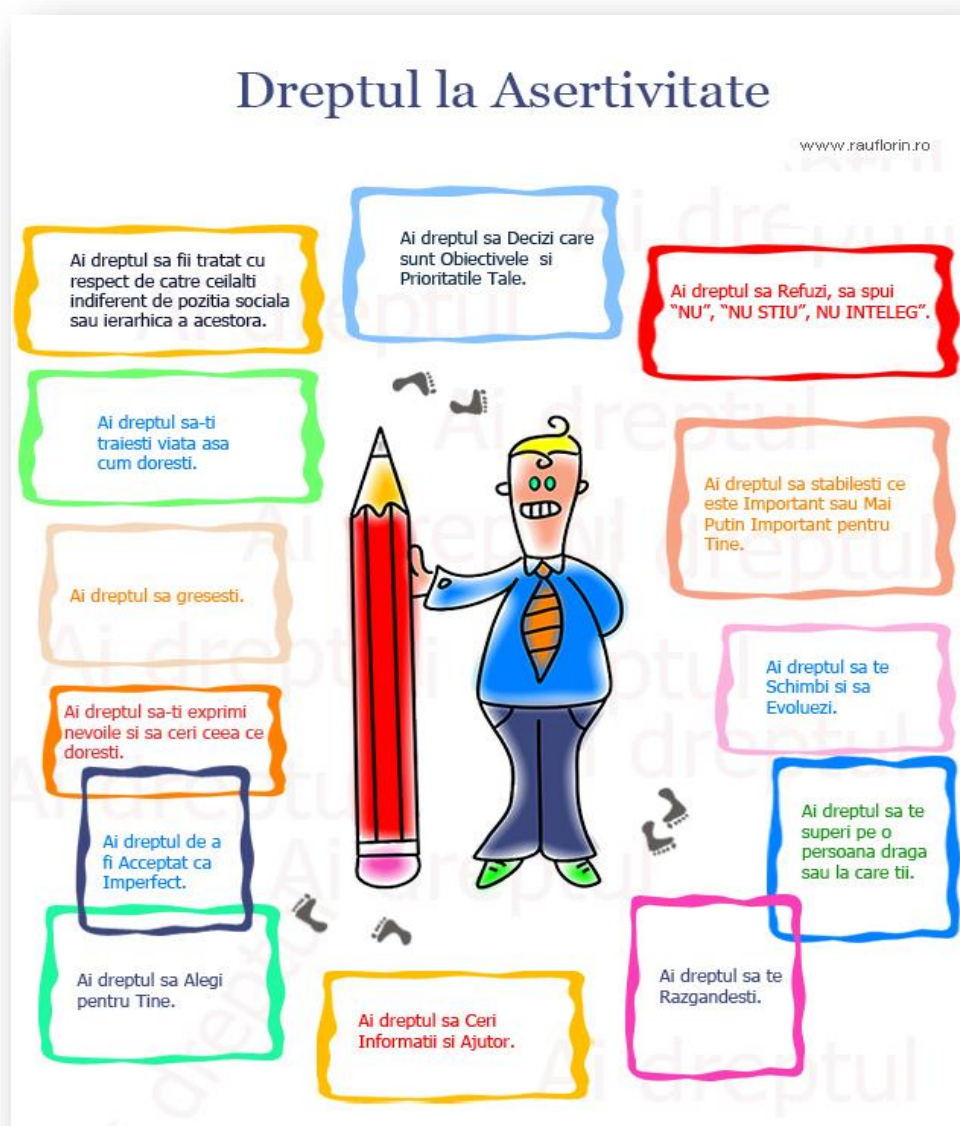 Dreptul la Asertivitate
www.rauflorin.ro
Ai dreptul sa fii tratat cu
respect de catre ceilalti
indiferent de pozitia sociala
sau ierarhica a acestora.
Ai dreptul sa Decizi care
sunt Obiectivele si
Prioritatile Tale.
Ai dreptul sa Refuzi, sa spui
“NU”, “NU STIU”, NU INTELEG”.
Ai dreptul sa-ti
traiesti viata asa
cum doresti.
Ai dreptul sa stabilesti ce
este Important sau Mai
Putin Important pentru
Tine.
Ai dreptul sa gresesti.
Ai dreptul sa te
Schimbi si sa
Evoluezi.
Ai dreptul sa-ti exprimi
nevoile si sa ceri ceea ce
doresti.
Ai dreptul sa te
superi pe o
persoana draga
sau la care tii.
Ai dreptul de a
fi Acceptat ca
Imperfect.
Ai dreptul sa Alegi
pentru Tine.
Ai dreptul sa te
Razgandesti.
Ai dreptul sa Ceri
Informatii si Ajutor.